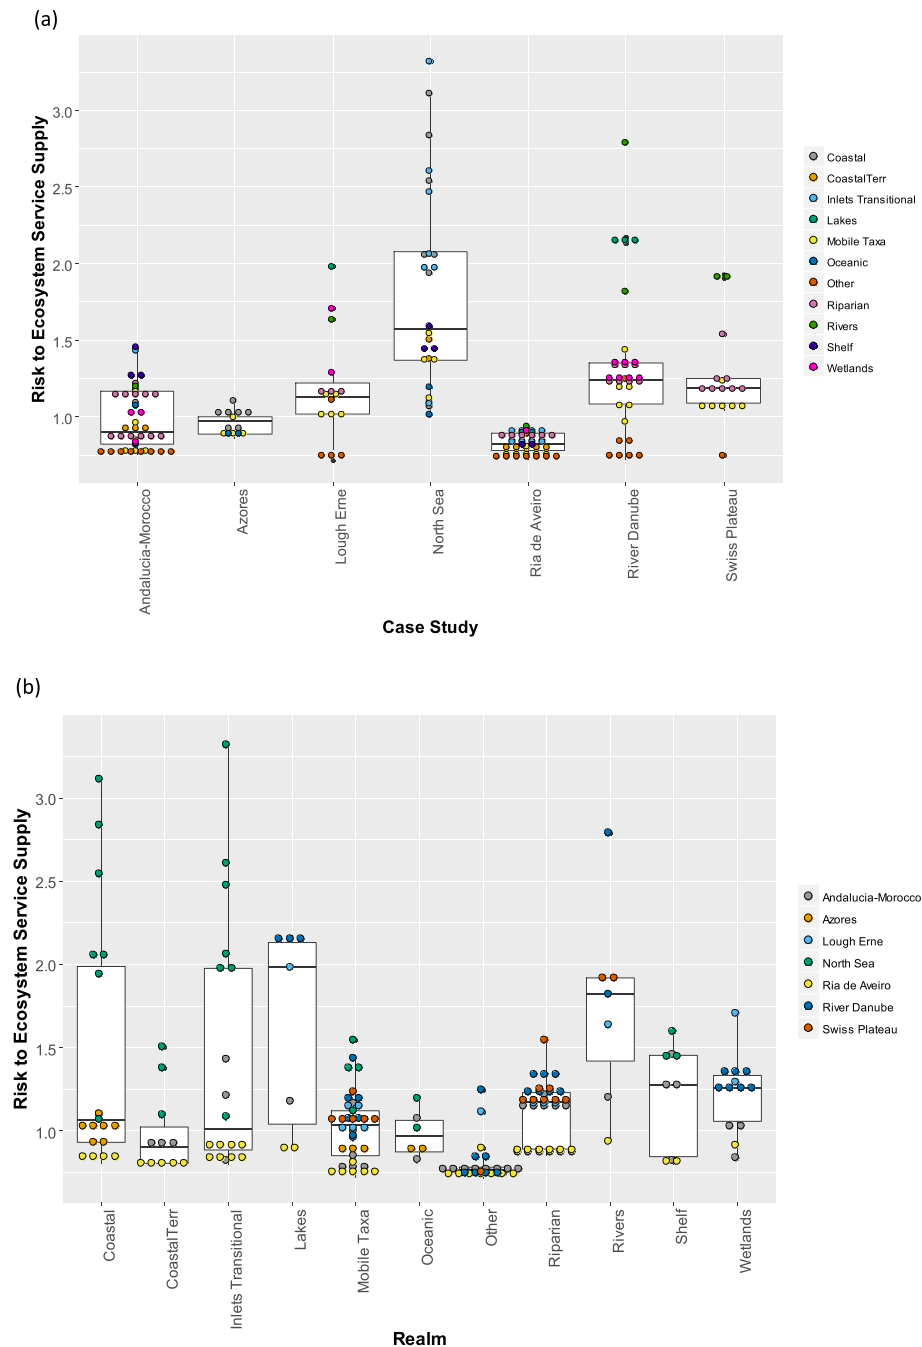 (a)
Risk to Ecosystem Service Supply
3.0
2.5
2.0
1.5
1.0
Andalucia-Morocco
Azores
Lough Erne
North Sea
Ria de Aveiro
River Danube
Swiss Plateau
Case Study
Coastal
CoastalTerr
Inlets Transitional
Lakes
Mobile Taxa
Oceanic
Other
Riparian
Rivers
Shelf
Wetlands
(b)
Risk to Ecosystem Service Supply
3.0
2.5
2.0
1.5
1.0
Coastal
CoastalTerr
Inlets Transitional
Lakes
Mobile Taxa
Oceanic
Other
Riparian
Rivers
Shelf
Wetlands
Realm
Andalucia-Morocco
Azores
Lough Erne
North Sea
Ria de Aveiro
River Danube
Swiss Plateau